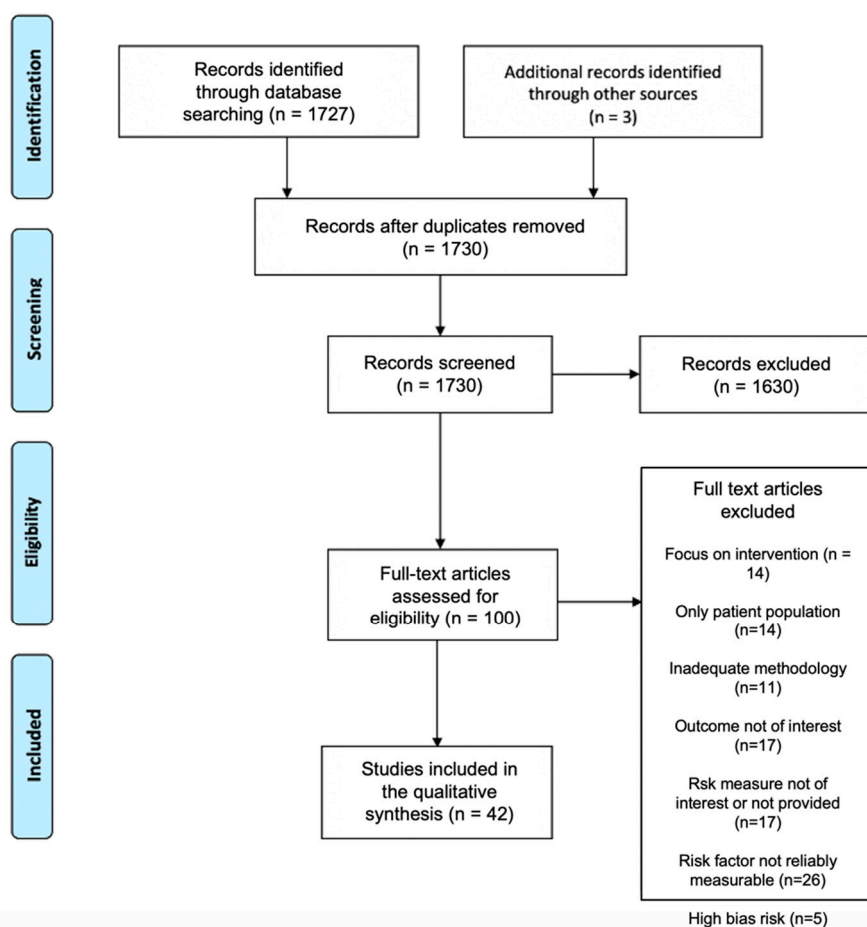 Identification
Records identified
through database
searching (n = 1727)
Additional records identified
through other sources
(n = 3)
Records after duplicates removed
(n = 1730)
Screening
Records screened
(n = 1730)
Records excluded
(n = 1630)
Eligibility
Full-text articles
assessed for
eligibility (n = 100)
Full text articles
excluded
Focus on intervention (n =
14)
Only patient population
(n=14)
Inadequate methodology
(n=11)
Outcome not of interest
(n=17)
Rsk measure not of
interest or not provided
(n=17)
Risk factor not reliably
measurable (n=26)
High bias risk (n=5)
Included
Studies included in
the qualitative
synthesis (n = 42)